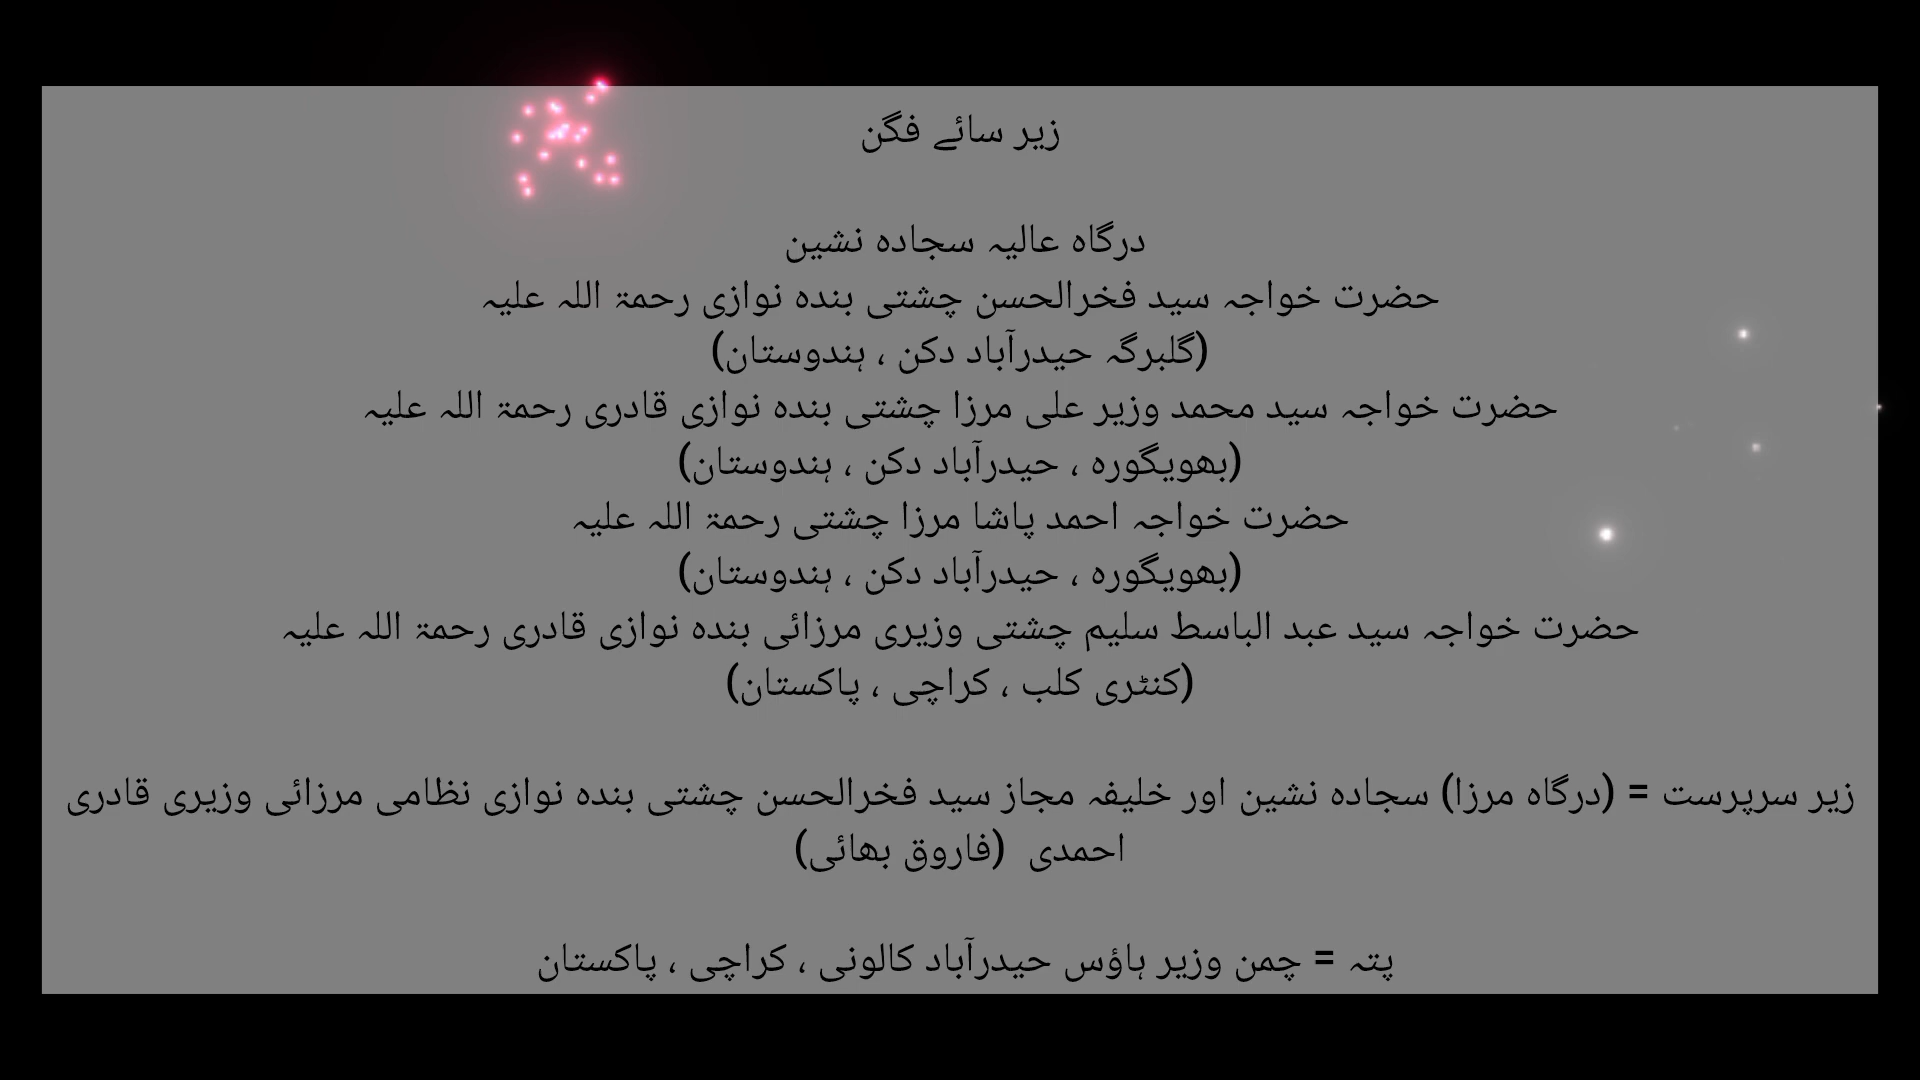 زیر سائے فگن
درگاہ عالیہ سجادہ نشین
حضرت خواجہ سید فخرالحسن چشتی بندہ نوازی رحمۃ اللہ علیہ
(گلبرگہ حیدرآباد دکن ، ہندوستان)
حضرت خواجہ سید محمد وزیر علی مرزا چشتی بندہ نوازی قادری رحمۃ اللہ علیہ
(بھویگورہ ، حیدرآباد دکن ، ہندوستان)
حضرت خواجہ احمد پاشا مرزا چشتی رحمۃ اللہ علیہ
(بھویگورہ ، حیدرآباد دکن ، ہندوستان)
حضرت خواجہ سید عبد الباسط سلیم چشتی وزیری مرزائی بندہ نوازی قادری رحمۃ اللہ علیہ
(کنٹری کلب ، کراچی ، پاکستان)
زیر سرپرست = (درگاہ مرزا) سجادہ نشین اور خلیفہ مجاز سید فخرالحسن چشتی بندہ نوازی نظامی مرزائی وزیری قادری
احمدی (فاروق بھائی)
پتہ = چمن وزیر ہاؤس حیدرآباد کالونی ، کراچی ، پاکستان